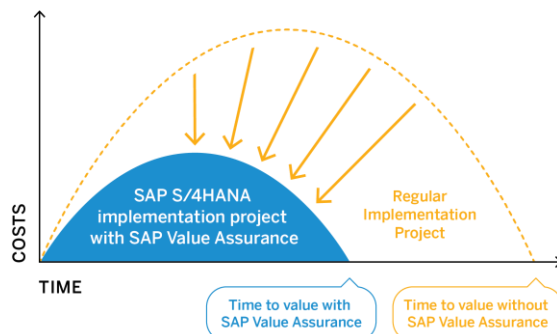 SAP S/4HANA
implementation project
with SAP Value Assurance
Regular
Implementation
Project
COSTS
TIME
Time to value with
SAP Value Assurance
Time to value without
SAP Value Assurance